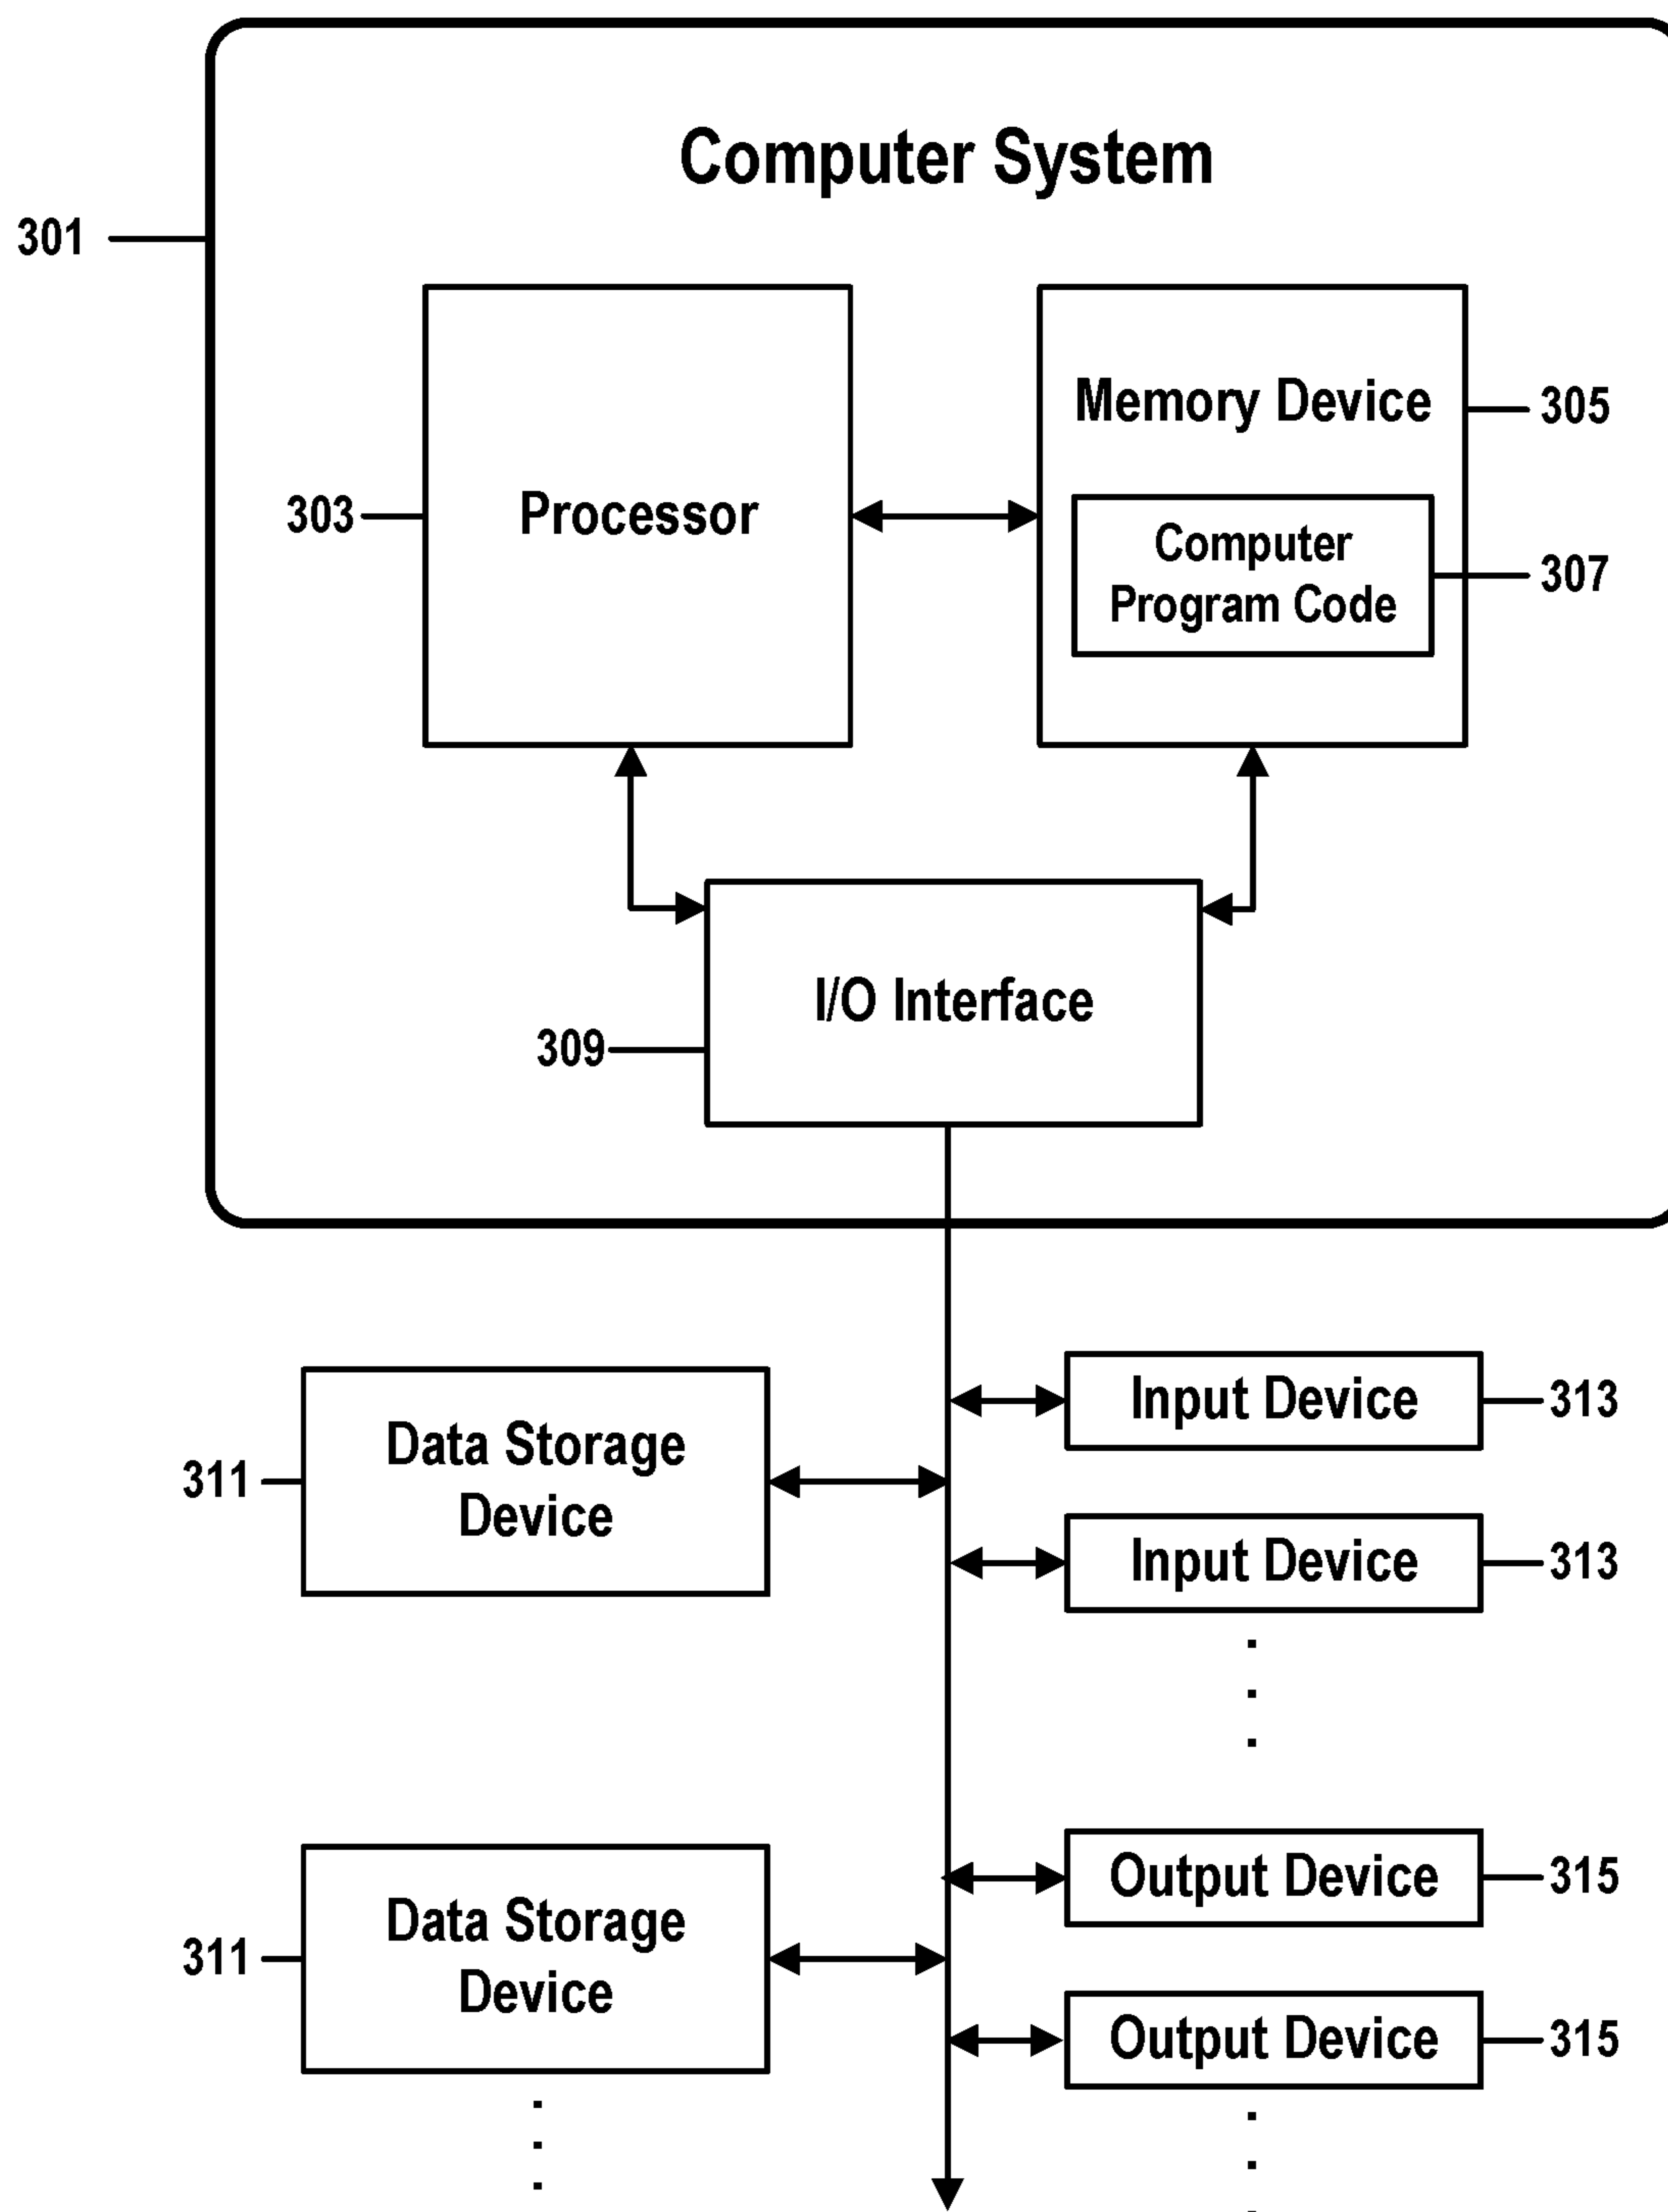 Computer System
301
Processor
303
Memory Device
305
Computer
Program Code
307
I/O Interface
309
Input Device
313
Data Storage
Device
311
Input Device
313
Output Device
315
Data Storage
Device
311
Output Device
315